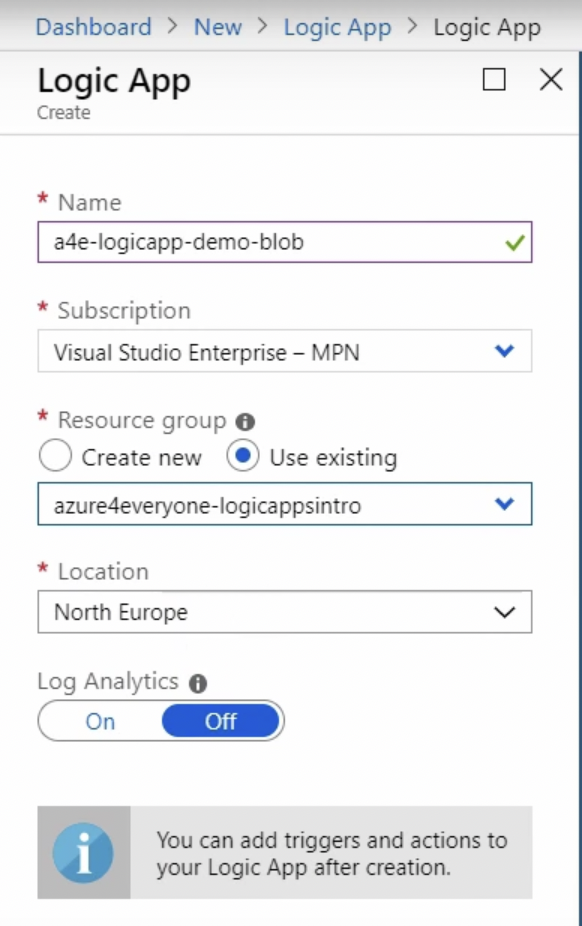 Dashboard > New > Logic App > Logic App
Logic App
Create
* Name
a4e-logicapp-demo-blob
* Subscription
Visual Studio Enterprise – MPN
* Resource group
Create new Use existing
azure4everyone-logicappsintro
* Location
North Europe
Log Analytics
On Off
You can add triggers and actions to
your Logic App after creation.